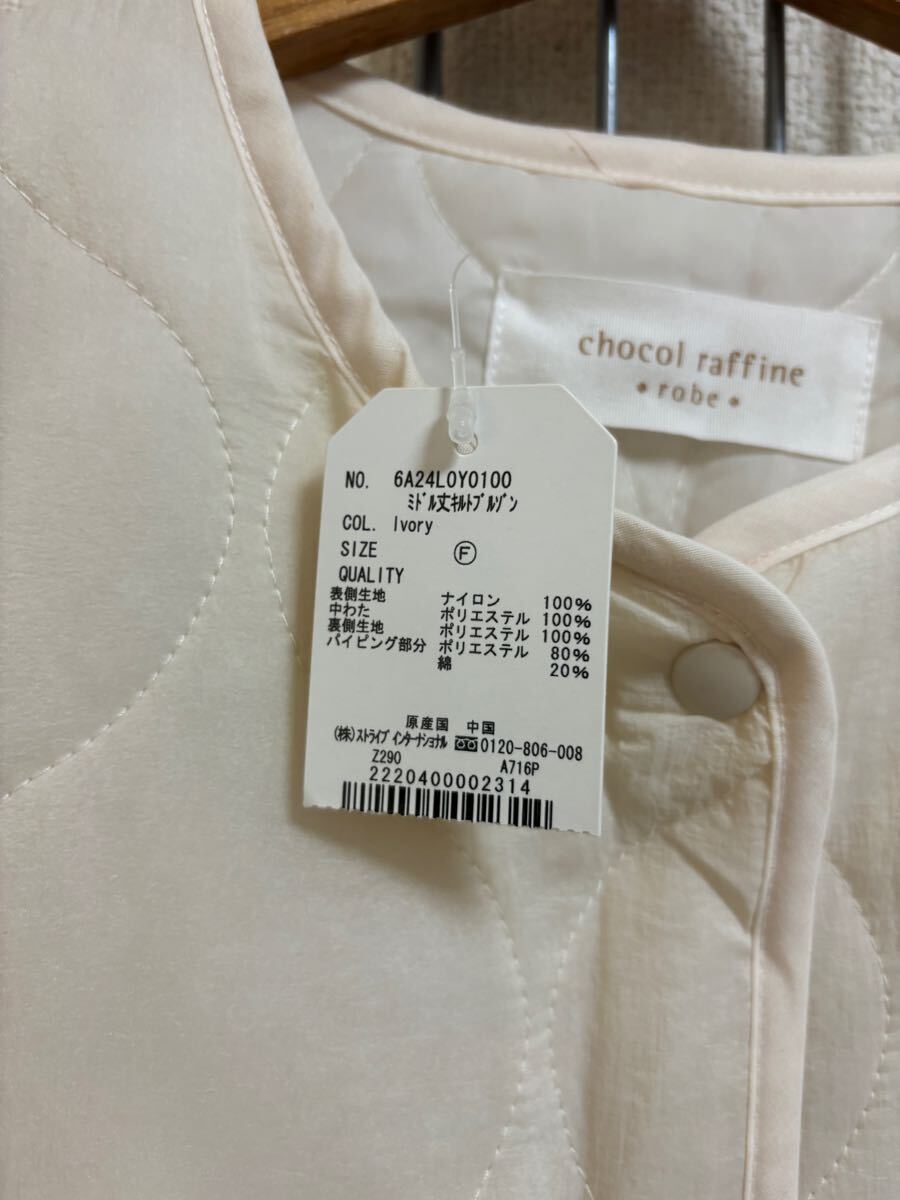 chocol raffine
• robe •
NO. 6A24L0Y0100
ﾐﾄﾞﾙ丈ｷﾙﾄﾌﾞﾙｿﾞﾝ
COL. Ivory
SIZE Ⓕ
QUALITY
表側生地 ナイロン 100%
中わた ポリエステル 100%
裏側生地 ポリエステル 100%
パイピング部分 ポリエステル 80%
綿 20%
原産国 中国
(株)ストライプ インターナショナル 0120-806-008
Z290 A716P
2220400002314